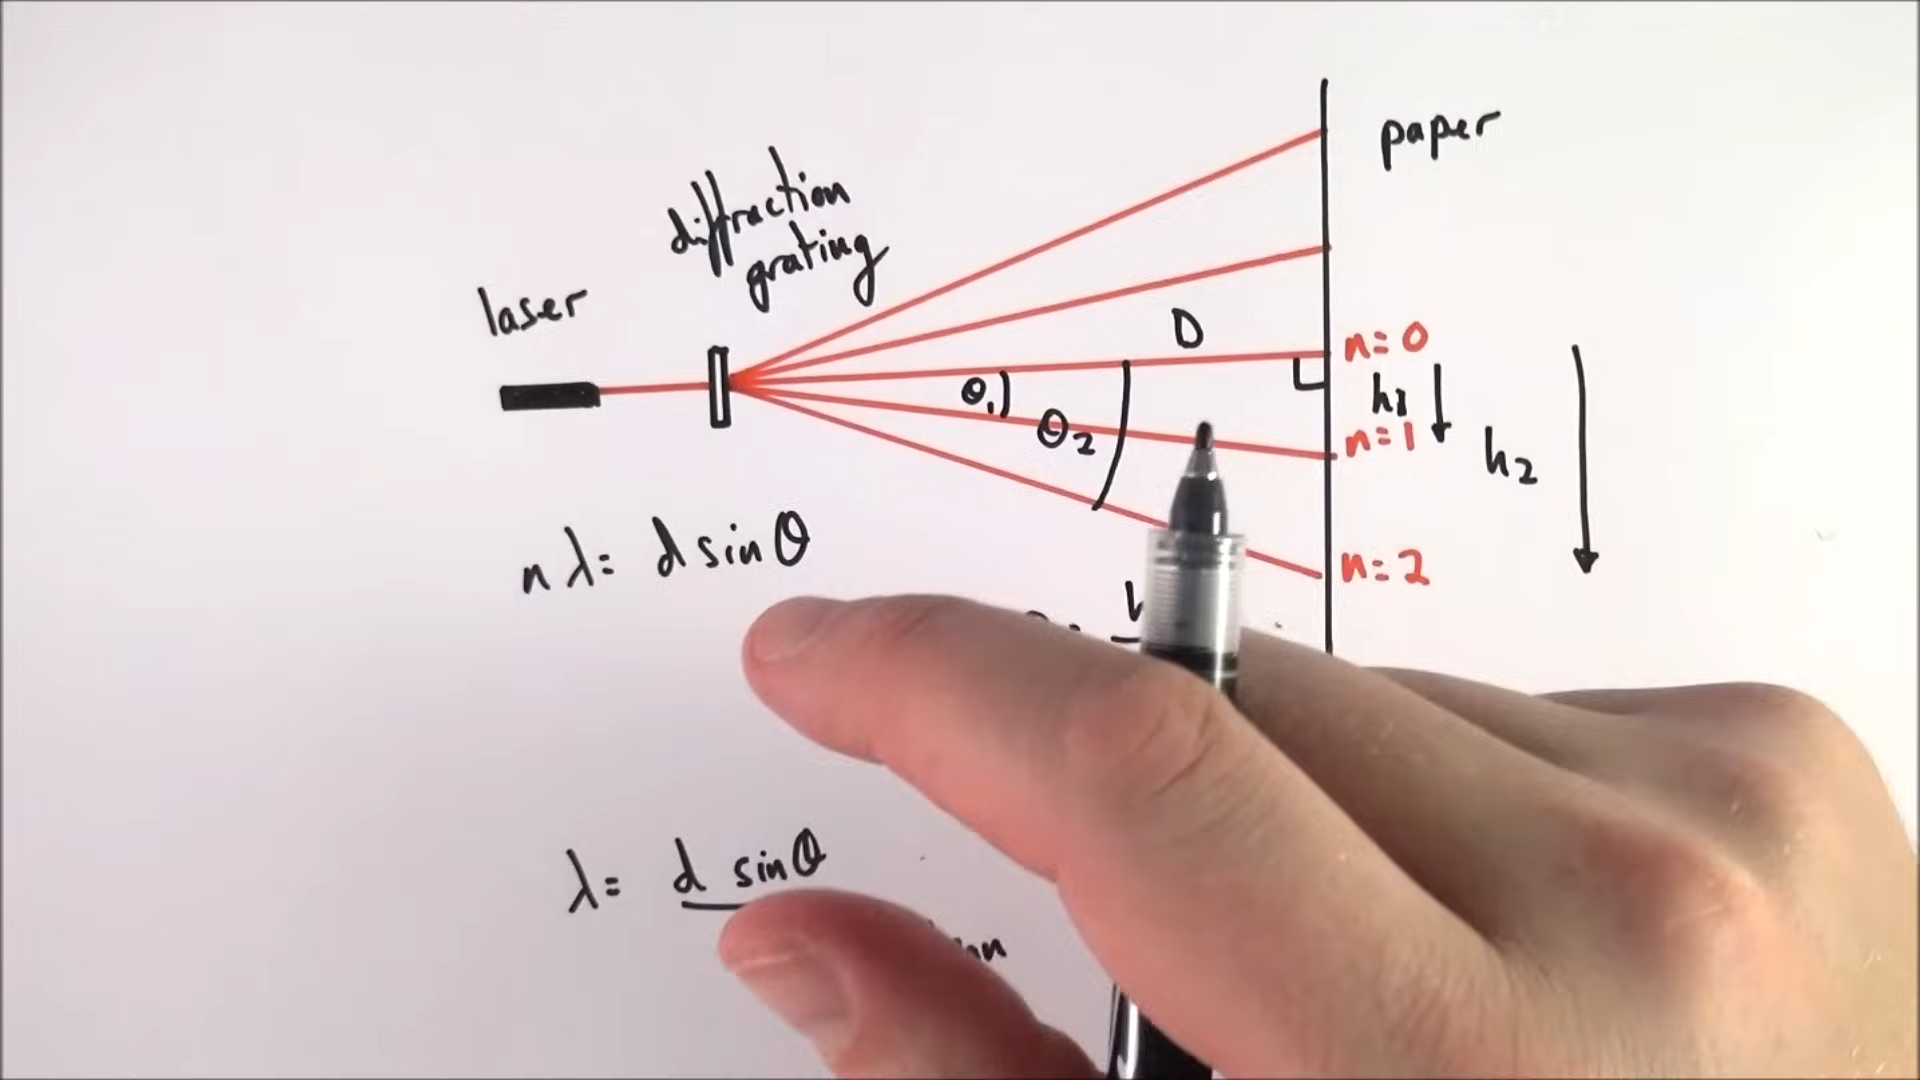 paper
diffraction
grating
laser
D
n=0
θ₁
h₁
θ₂
n=1
h₂
nλ= d sinθ
n=2
λ= d sinθ